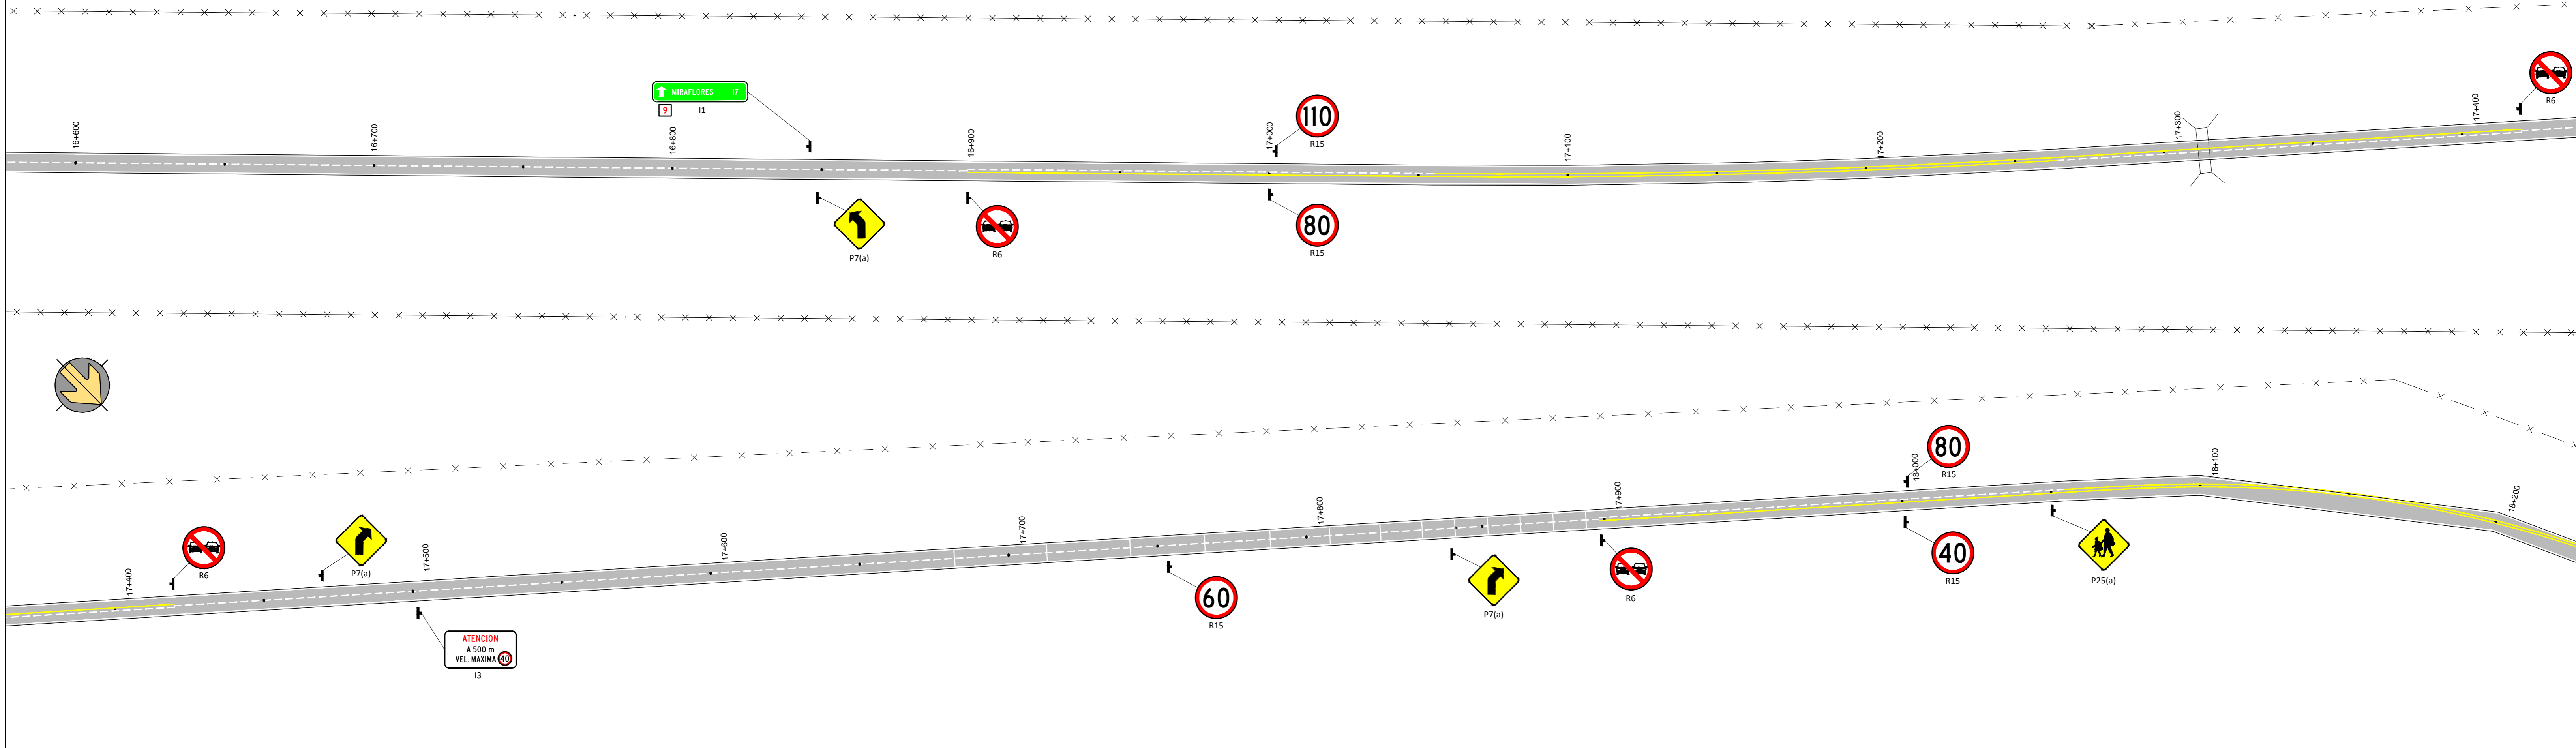 MIRAFLORES 17
9
I1
16+600
16+700
16+800
16+900
17+000
17+100
17+200
17+300
17+400
110
R15
R6
P7(a)
R6
80
R15
R6
P7(a)
17+400
17+500
17+600
17+700
17+800
17+900
18+000
18+100
18+200
80
R15
ATENCION
A 500 m
VEL. MAXIMA 40
I3
60
R15
P7(a)
R6
40
R15
P25(a)